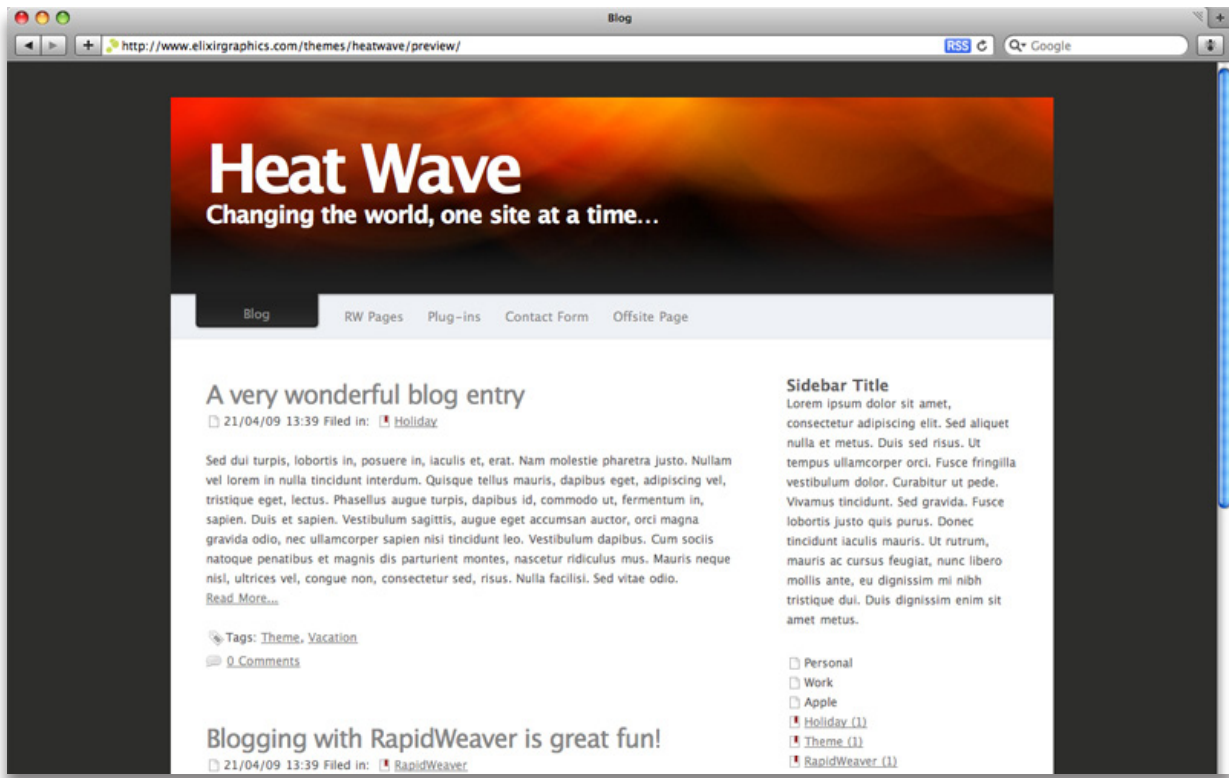 Blog
http://www.elixirgraphics.com/themes/heatwave/preview/
RSS
Google
Heat Wave
Changing the world, one site at a time...
Blog
RW Pages
Plug-ins
Contact Form
Offsite Page
A very wonderful blog entry
21/04/09 13:39 Filed in: Holiday
Sed dui turpis, lobortis in, posuere in, iaculis et, erat. Nam molestie pharetra justo. Nullam
vel lorem in nulla tincidunt interdum. Quisque tellus mauris, dapibus eget, adipiscing vel,
tristique eget, lectus. Phasellus augue turpis, dapibus id, commodo ut, fermentum in,
sapien. Duis et sapien. Vestibulum sagittis, augue eget accumsan auctor, orci magna
gravida odio, nec ullamcorper sapien nisi tincidunt leo. Vestibulum dapibus. Cum sociis
natoque penatibus et magnis dis parturient montes, nascetur ridiculus mus. Mauris neque
nisl, ultrices vel, congue non, consectetur sed, risus. Nulla facilisi. Sed vitae odio.
Read More...
Tags: Theme, Vacation
0 Comments
Blogging with RapidWeaver is great fun!
21/04/09 13:39 Filed in: RapidWeaver
Sidebar Title
Lorem ipsum dolor sit amet,
consectetur adipiscing elit. Sed aliquet
nulla et metus. Duis sed risus. Ut
tempus ullamcorper orci. Fusce fringilla
vestibulum dolor. Curabitur ut pede.
Vivamus tincidunt. Sed gravida. Fusce
lobortis justo quis purus. Donec
tincidunt iaculis mauris. Ut rutrum,
mauris ac cursus feugiat, nunc libero
mollis ante, eu dignissim mi nibh
tristique dui. Duis dignissim enim sit
amet metus.
Personal
Work
Apple
Holiday (1)
Theme (1)
RapidWeaver (1)